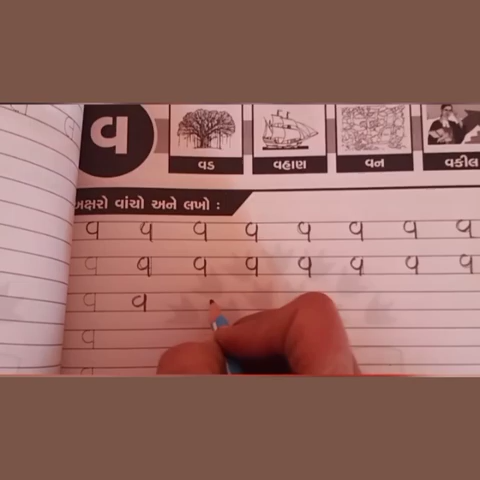 વ
વડ વહાણ વન વકીલ
અક્ષરો વાંચો અને લખો :
વ વ વ વ વ વ વ વ
વ વ વ વ વ વ વ વ
વ વ
વ